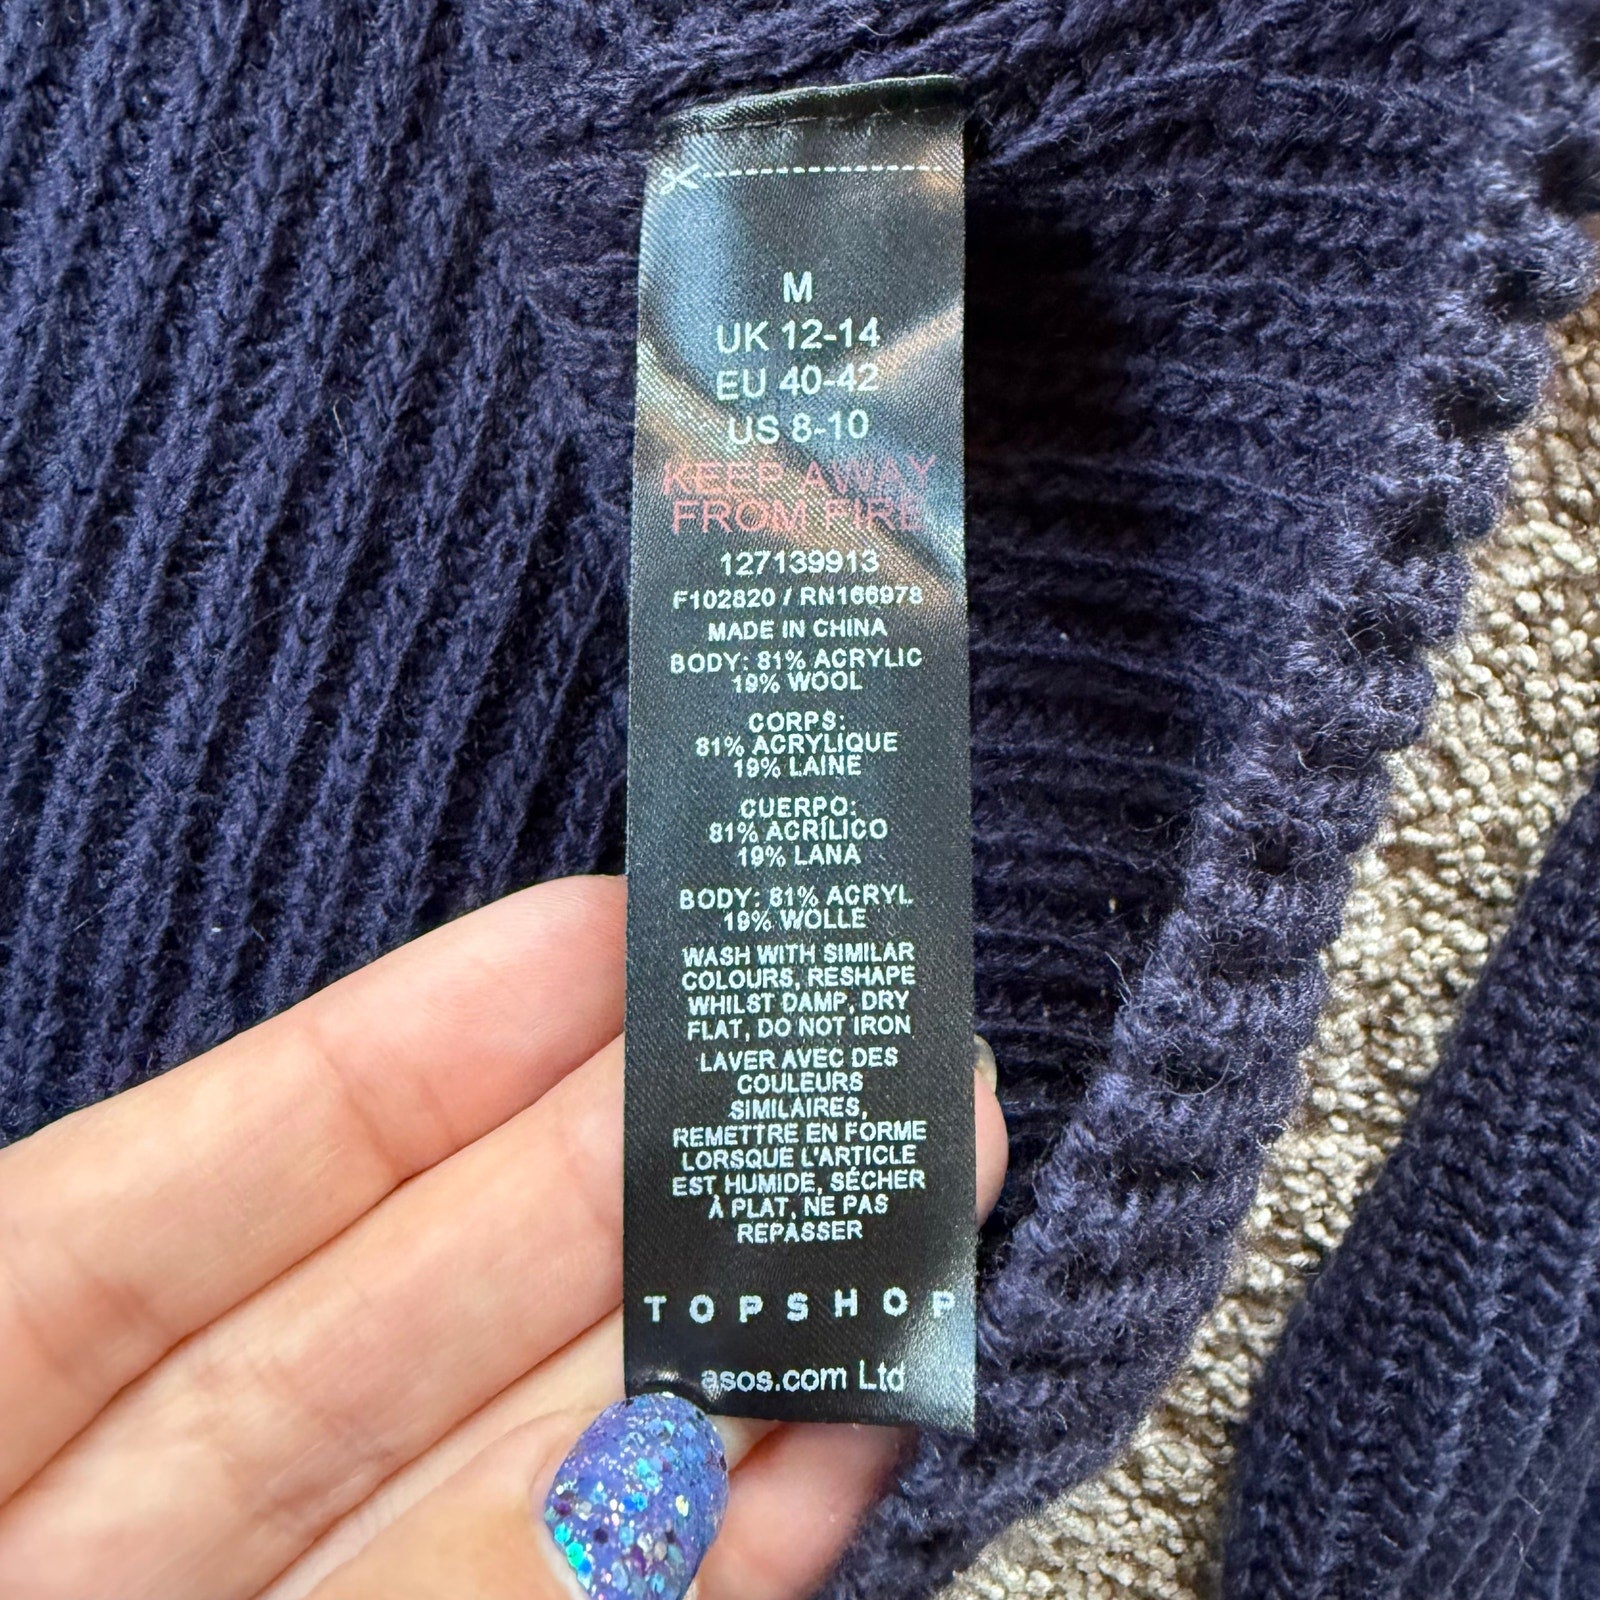 M
UK 12-14
EU 40-42
US 8-10
KEEP AWAY
FROM FIRE
127139913
F102820 / RN166978
MADE IN CHINA
BODY: 81% ACRYLIC
19% WOOL
CORPS:
81% ACRYLIQUE
19% LAINE
CUERPO:
81% ACRÍLICO
19% LANA
BODY: 81% ACRYL
19% WOLLE
WASH WITH SIMILAR
COLOURS, RESHAPE
WHILST DAMP, DRY
FLAT, DO NOT IRON
LAVER AVEC DES
COULEURS
SIMILAIRES,
REMETTRE EN FORME
LORSQUE L'ARTICLE
EST HUMIDE, SÉCHER
À PLAT, NE PAS
REPASSER
TOPSHOP
asos.com Ltd